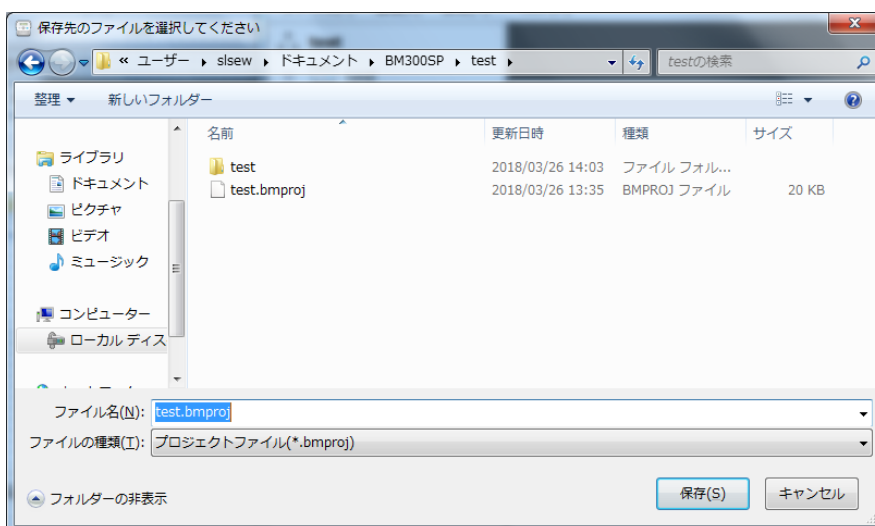 保存先のファイルを選択してください
« ユーザー ▸ slsew ▸ ドキュメント ▸ BM300SP ▸ test ▸
testの検索
整理 ▼ 新しいフォルダー
名前 更新日時 種類 サイズ
test 2018/03/26 14:03 ファイル フォル...
test.bmproj 2018/03/26 13:35 BMPROJ ファイル 20 KB
ライブラリ
ドキュメント
ピクチャ
ビデオ
ミュージック
コンピューター
ローカル ディス
ファイル名(N): test.bmproj
ファイルの種類(T): プロジェクトファイル(*.bmproj)
フォルダーの非表示
保存(S) キャンセル